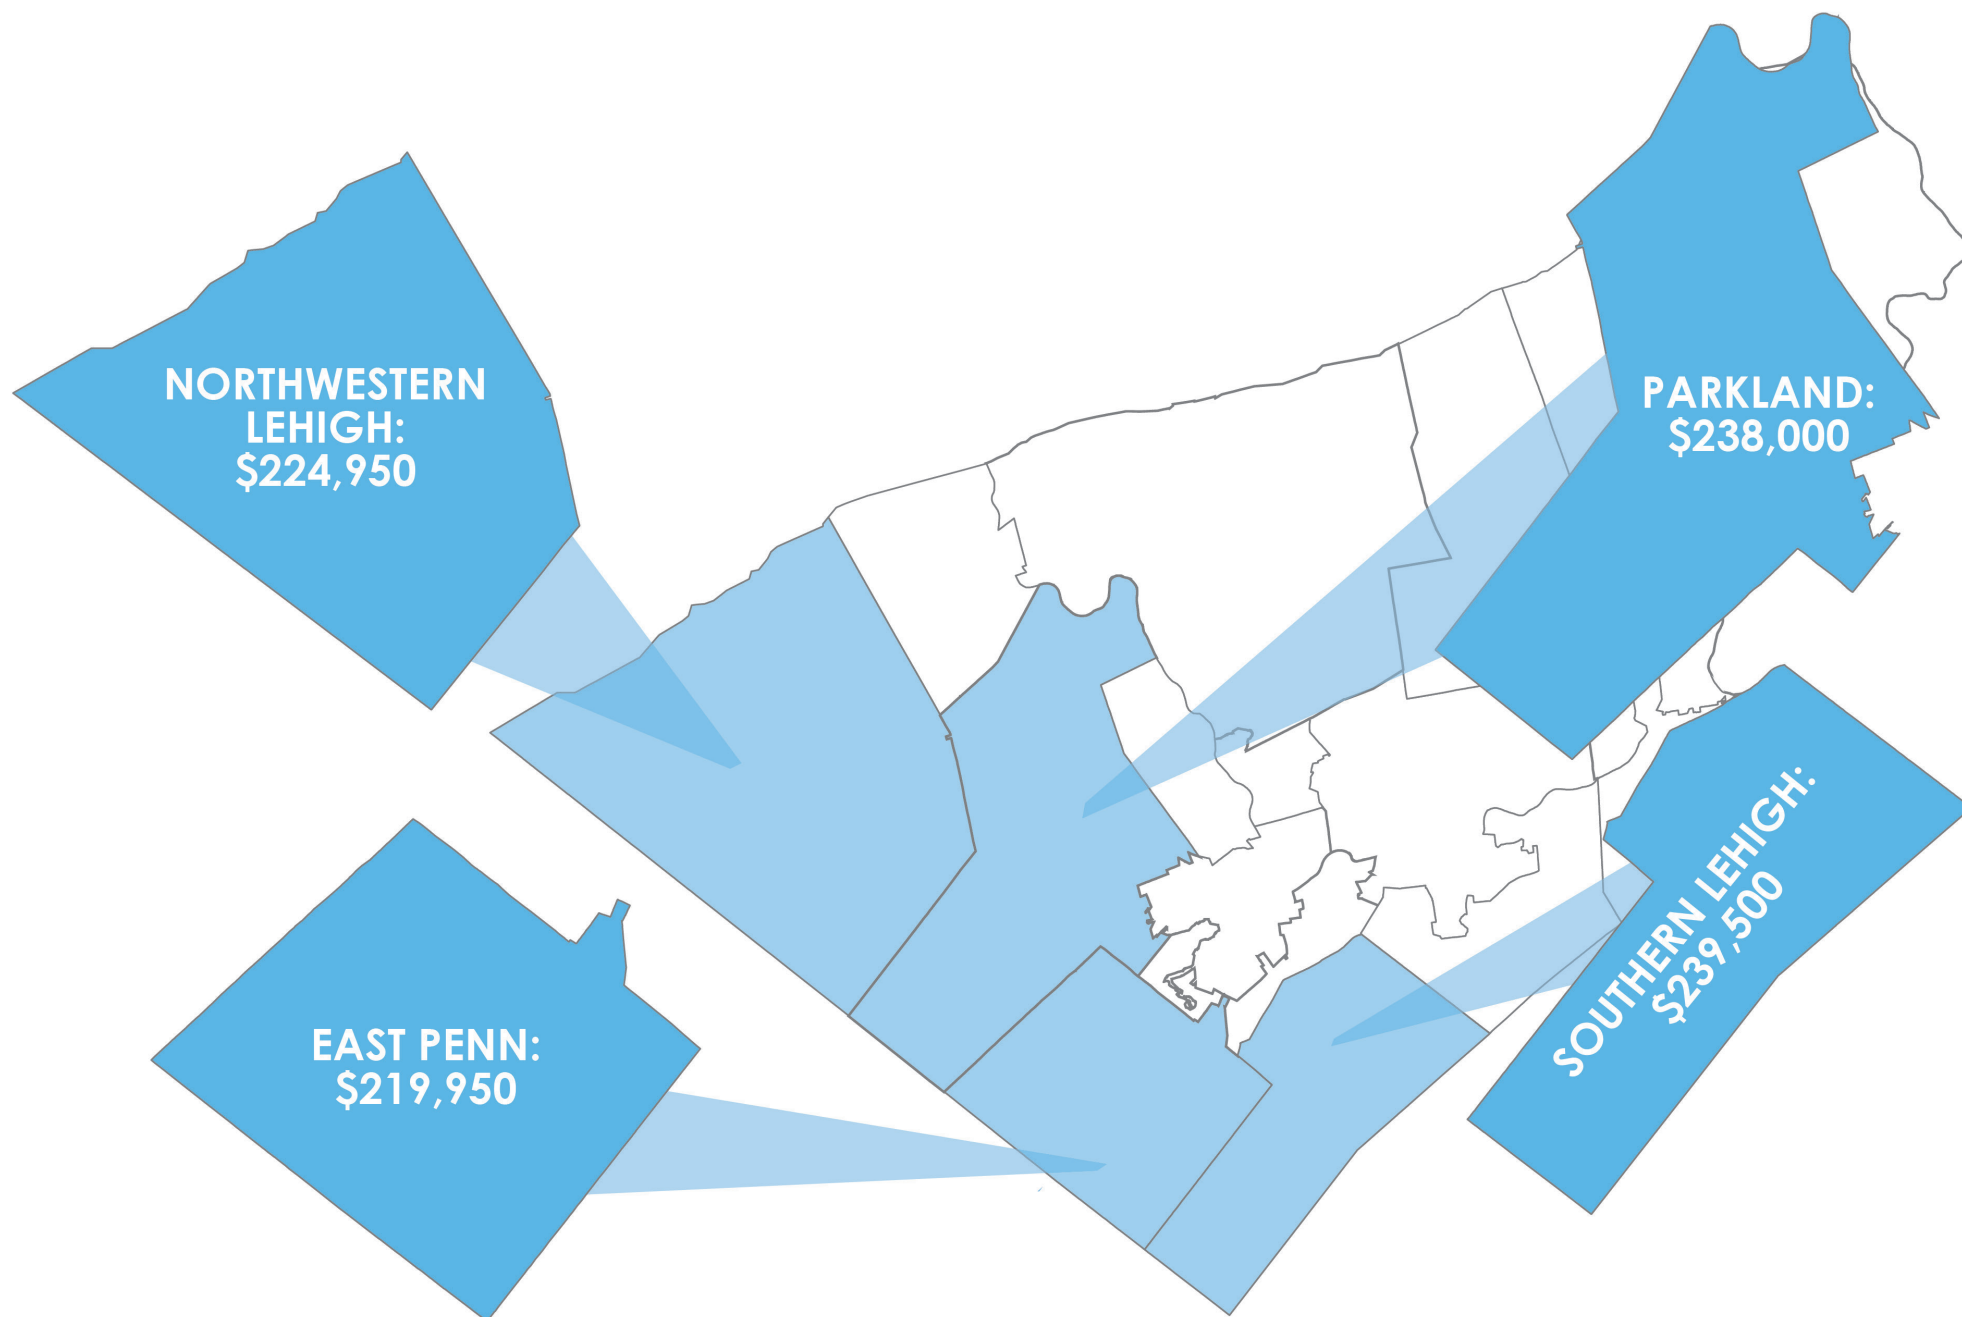 NORTHWESTERN
LEHIGH:
$224,950
PARKLAND:
$238,000
EAST PENN:
$219,950
SOUTHERN LEHIGH:
$239,500